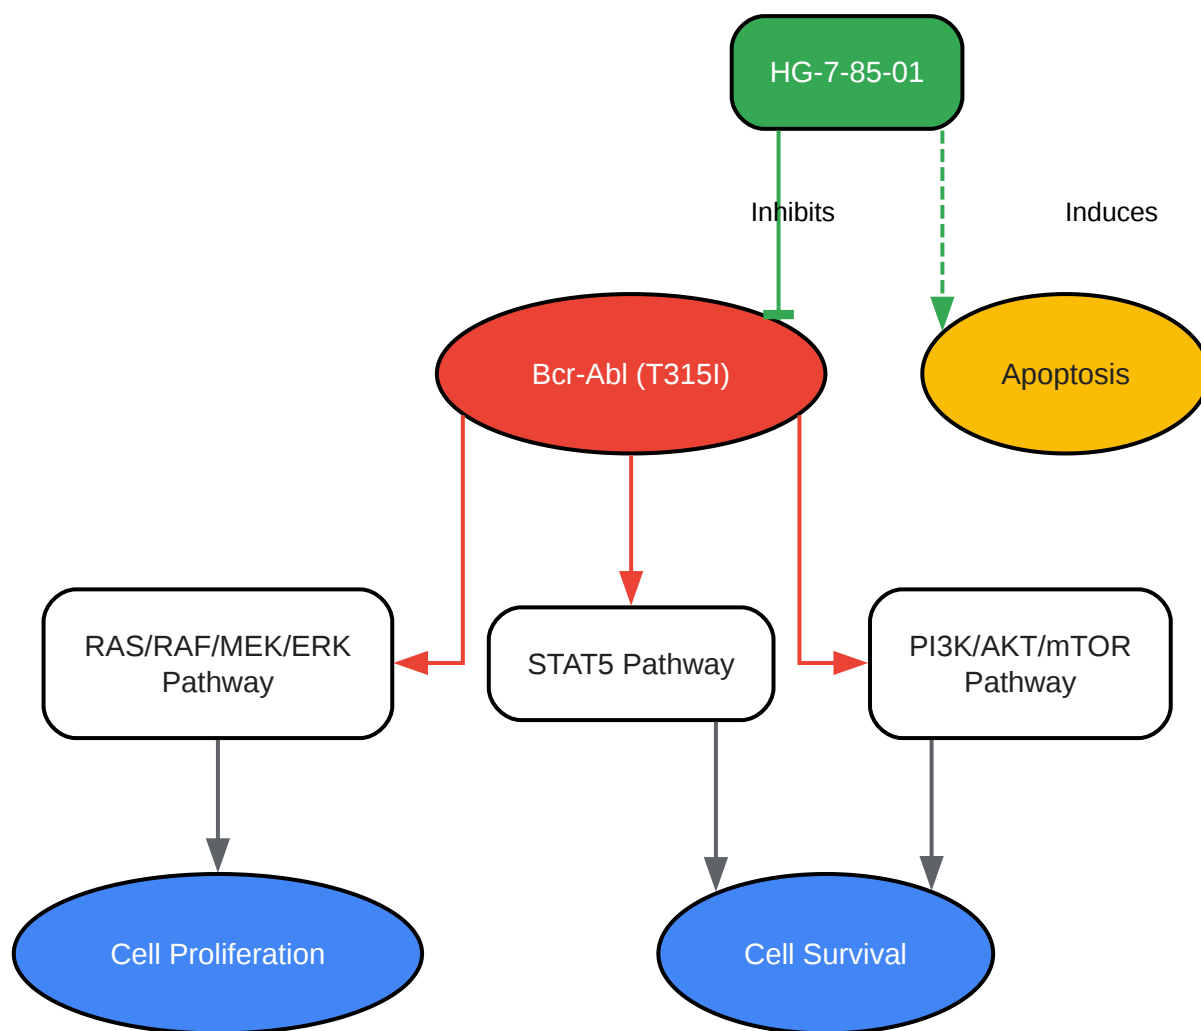 HG-7-85-01
Inhibits
Induces
Bcr-Abl (T315I)
Apoptosis
RAS/RAF/MEK/ERK
Pathway
STAT5 Pathway
PI3K/AKT/mTOR
Pathway
Cell Proliferation
Cell Survival